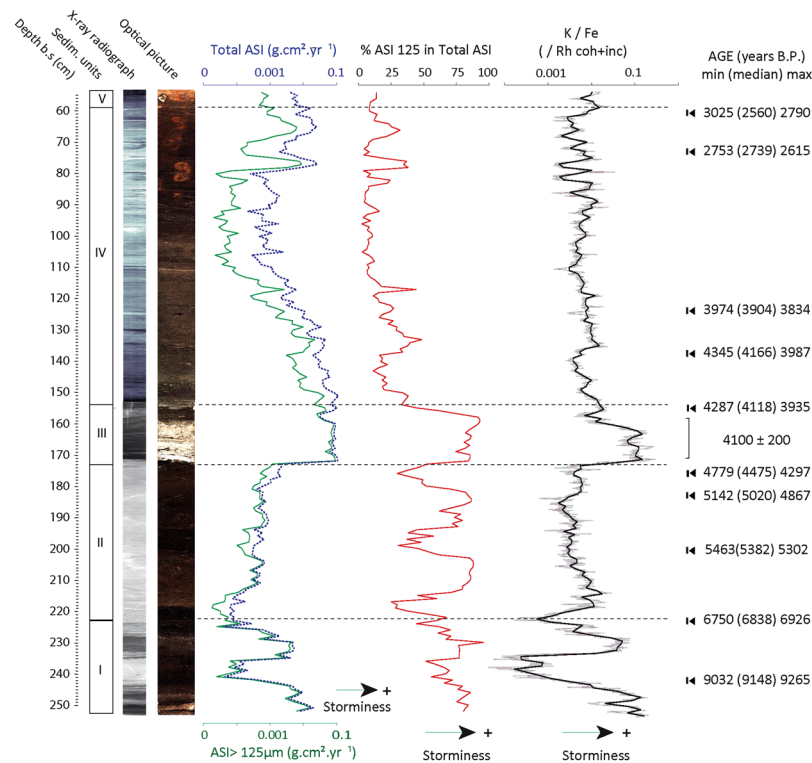 Depth b.s (cm)
Sedim. units
X-ray radiograph
Optical picture
Total ASI (g.cm².yr ⁻¹)
0 0.001 0.1
% ASI 125 in Total ASI
0 25 50 75 100
K / Fe
(/ Rh coh+inc)
0.001 0.1
AGE (years B.P.)
min (median) max
60
70
80
90
100
110
120
130
140
150
160
170
180
190
200
210
220
230
240
250
V
IV
III
II
I
3025 (2560) 2790
2753 (2739) 2615
3974 (3904) 3834
4345 (4166) 3987
4287 (4118) 3935
4100 ± 200
4779 (4475) 4297
5142 (5020) 4867
5463(5382) 5302
6750 (6838) 6926
9032 (9148) 9265
+
Storminess
0 0.001 0.1
ASI> 125µm (g.cm².yr ⁻¹)
+
Storminess
+
Storminess